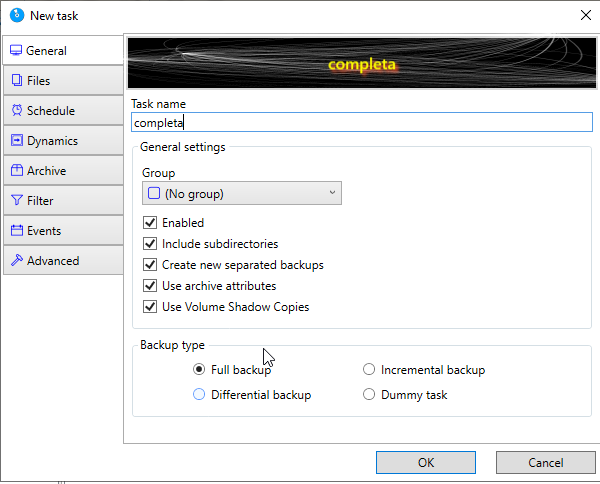 New task
General
Files
Schedule
Dynamics
Archive
Filter
Events
Advanced
completa
Task name
completa
General settings
Group
(No group)
Enabled
Include subdirectories
Create new separated backups
Use archive attributes
Use Volume Shadow Copies
Backup type
Full backup Incremental backup
Differential backup Dummy task
OK Cancel